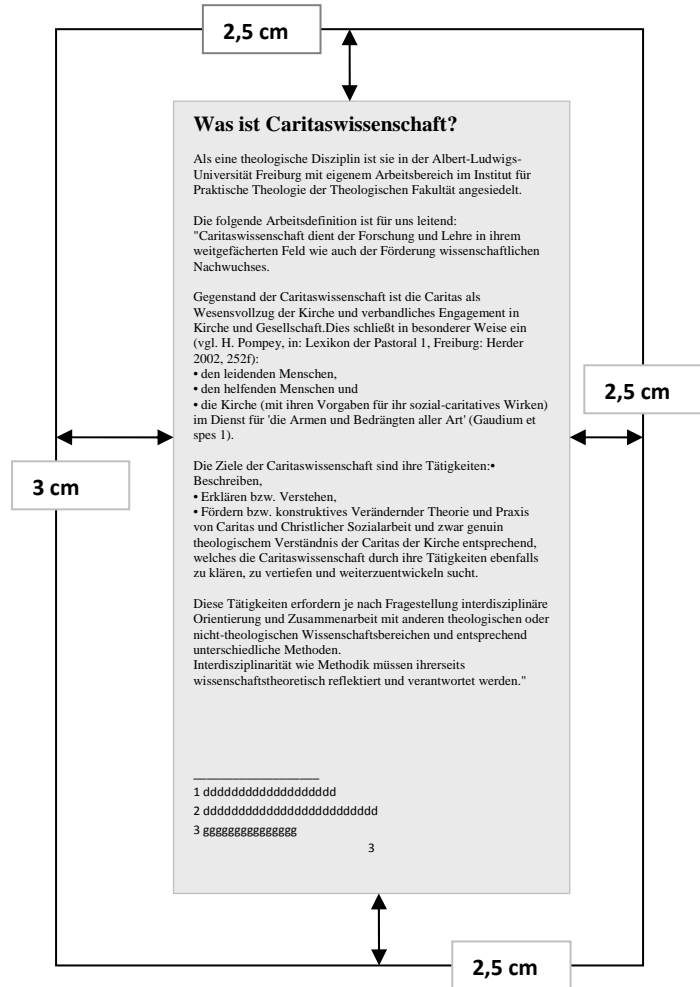 2,5 cm
Was ist Caritaswissenschaft?
Als eine theologische Disziplin ist sie in der Albert-Ludwigs-
Universität Freiburg mit eigenem Arbeitsbereich im Institut für
Praktische Theologie der Theologischen Fakultät angesiedelt.
Die folgende Arbeitsdefinition ist für uns leitend:
"Caritaswissenschaft dient der Forschung und Lehre in ihrem
weitgefächerten Feld wie auch der Förderung wissenschaftlichen
Nachwuchses.
Gegenstand der Caritaswissenschaft ist die Caritas als
Wesensvollzug der Kirche und verbandliches Engagement in
Kirche und Gesellschaft.Dies schließt in besonderer Weise ein
(vgl. H. Pompey, in: Lexikon der Pastoral 1, Freiburg: Herder
2002, 252f):
• den leidenden Menschen,
• den helfenden Menschen und
• die Kirche (mit ihren Vorgaben für ihr sozial-caritatives Wirken)
im Dienst für 'die Armen und Bedrängten aller Art' (Gaudium et
spes 1).
2,5 cm
3 cm
Die Ziele der Caritaswissenschaft sind ihre Tätigkeiten:•
Beschreiben,
• Erklären bzw. Verstehen,
• Fördern bzw. konstruktives Verändernder Theorie und Praxis
von Caritas und Christlicher Sozialarbeit und zwar genuin
theologischem Verständnis der Caritas der Kirche entsprechend,
welches die Caritaswissenschaft durch ihre Tätigkeiten ebenfalls
zu klären, zu vertiefen und weiterzuentwickeln sucht.
Diese Tätigkeiten erfordern je nach Fragestellung interdisziplinäre
Orientierung und Zusammenarbeit mit anderen theologischen oder
nicht-theologischen Wissenschaftsbereichen und entsprechend
unterschiedliche Methoden.
Interdisziplinarität wie Methodik müssen ihrerseits
wissenschaftstheoretisch reflektiert und verantwortet werden."
1 ddddddddddddddddddd
2 ddddddddddddddddddddddddd
3 ggggggggggggggg
3
2,5 cm